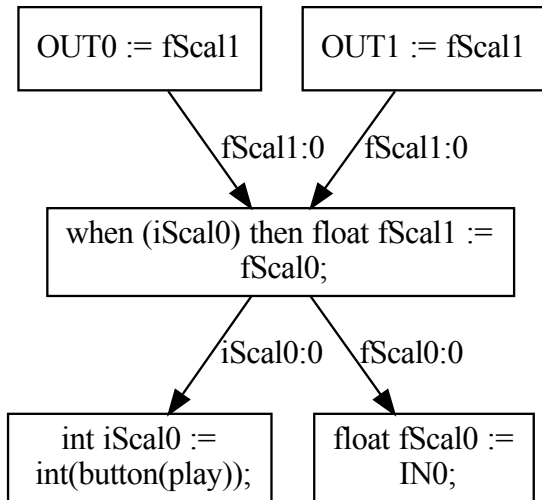 OUT0 := fScal1
OUT1 := fScal1
fScal1:0
fScal1:0
when (iScal0) then float fScal1 :=
fScal0;
iScal0:0
fScal0:0
int iScal0 :=
int(button(play));
float fScal0 :=
IN0;